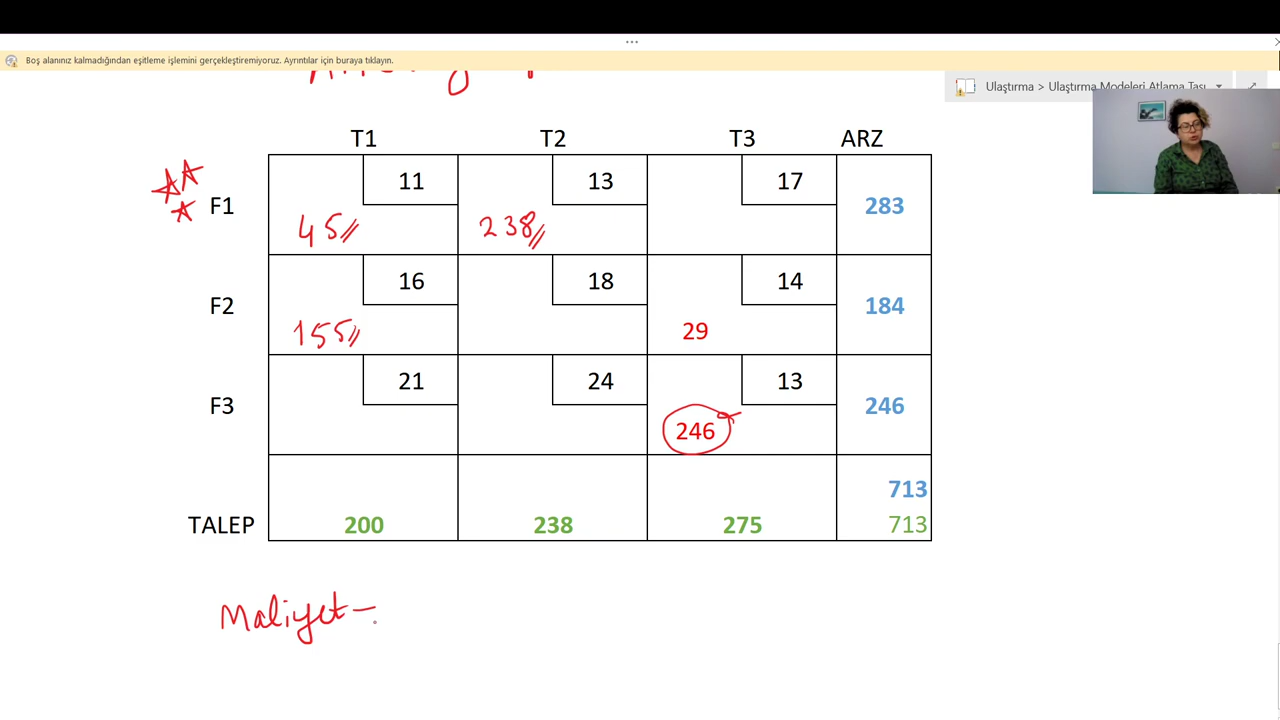 Boş alanınız kalmadığından eşitleme işlemini gerçekleştiremiyoruz. Ayrıntılar için buraya tıklayın.
Ulaştırma > Ulaştırma Modeleri Atlama Taşı
T1 T2 T3 ARZ
F1 11 13 17 283
45 238
F2 16 18 14 184
155 29
F3 21 24 13 246
246
713
TALEP 200 238 275 713
Maliyet